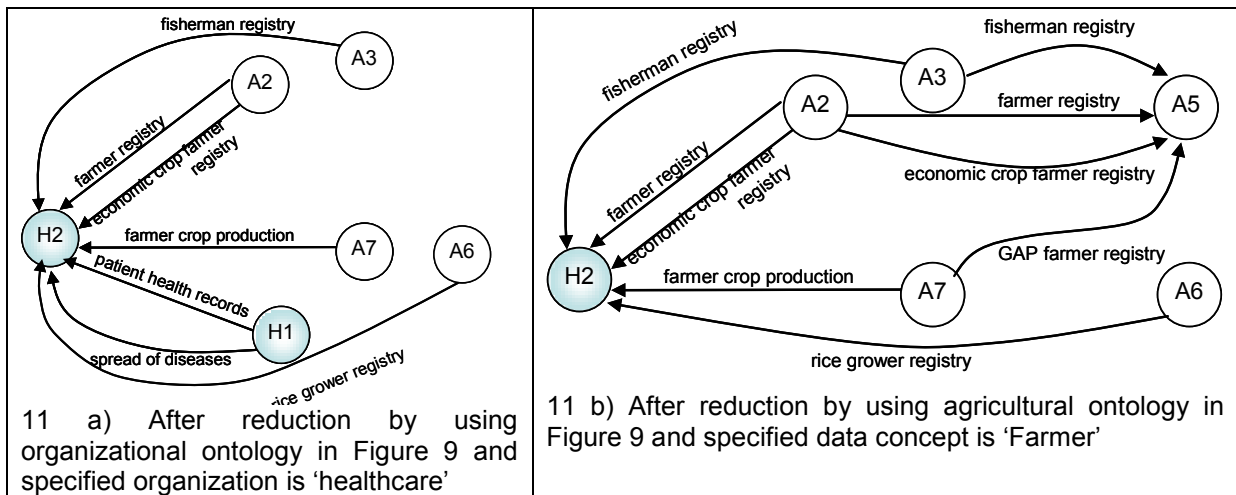 fisherman registry
A3
A2
farmer registry
economic crop farmer
registry
H2
farmer crop production
A7
A6
patient health records
H1
spread of diseases
rice grower registry
11 a) After reduction by using
organizational ontology in Figure 9 and
specified organization is ‘healthcare’
fisherman registry
fisherman registry
A3
A2
farmer registry
A5
farmer registry
economic crop farmer
registry
economic crop farmer registry
GAP farmer registry
H2
farmer crop production
A7
A6
rice grower registry
11 b) After reduction by using agricultural ontology in
Figure 9 and specified data concept is ‘Farmer’